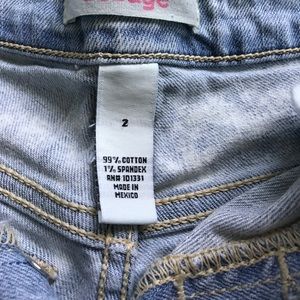 2
99% COTTON
1% SPANDEX
RN# 101331
MADE IN
MEXICO